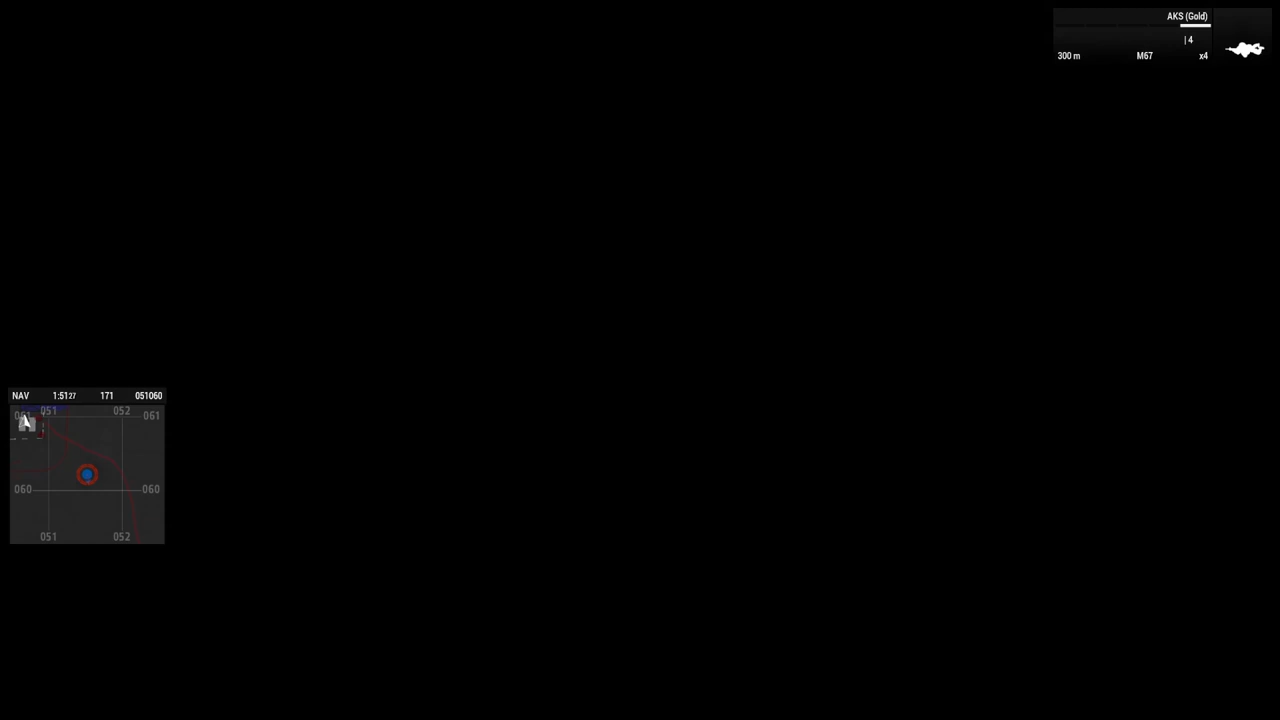 AKS (Gold)
| 4
300 m M67 x4
NAV 1:51 27 171 051060
051 052 061
060 060
051 052